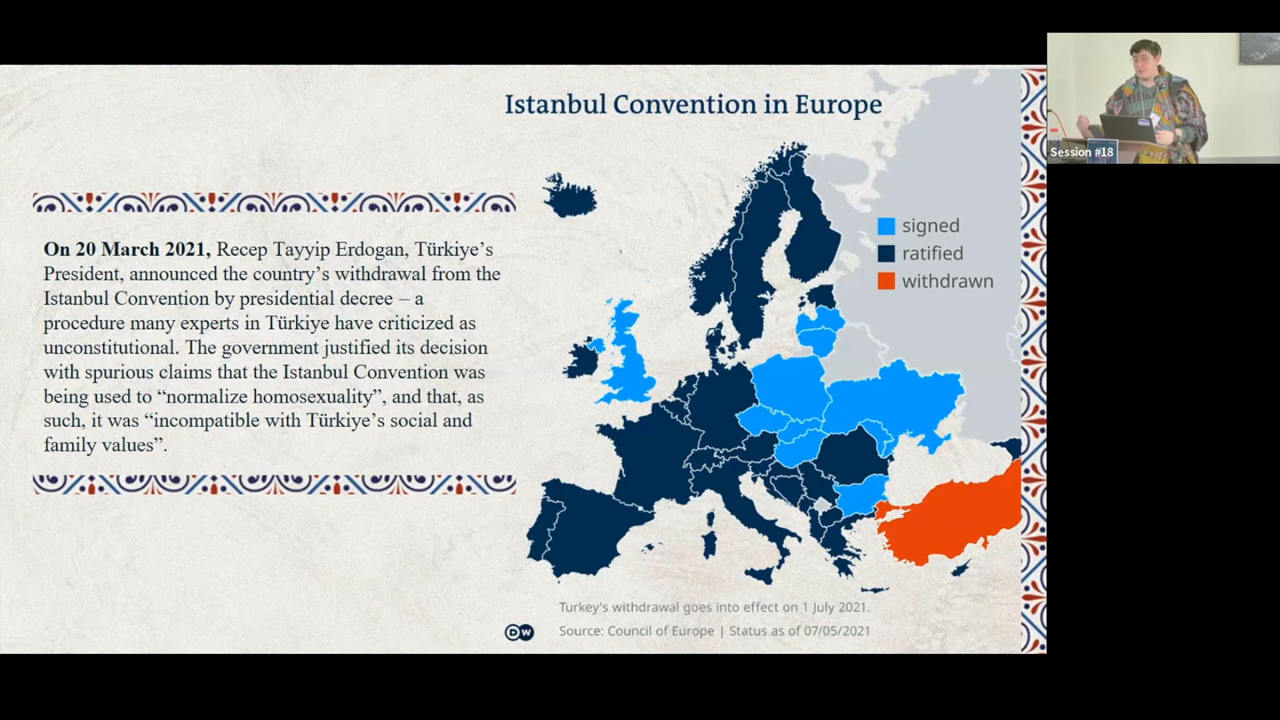 Istanbul Convention in Europe
Session #18
signed
ratified
withdrawn
On 20 March 2021, Recep Tayyip Erdogan, Türkiye's
President, announced the country's withdrawal from the
Istanbul Convention by presidential decree – a
procedure many experts in Türkiye have criticized as
unconstitutional. The government justified its decision
with spurious claims that the Istanbul Convention was
being used to “normalize homosexuality”, and that, as
such, it was “incompatible with Türkiye's social and
family values”.
Turkey's withdrawal goes into effect on 1 July 2021.
DW
Source: Council of Europe | Status as of 07/05/2021